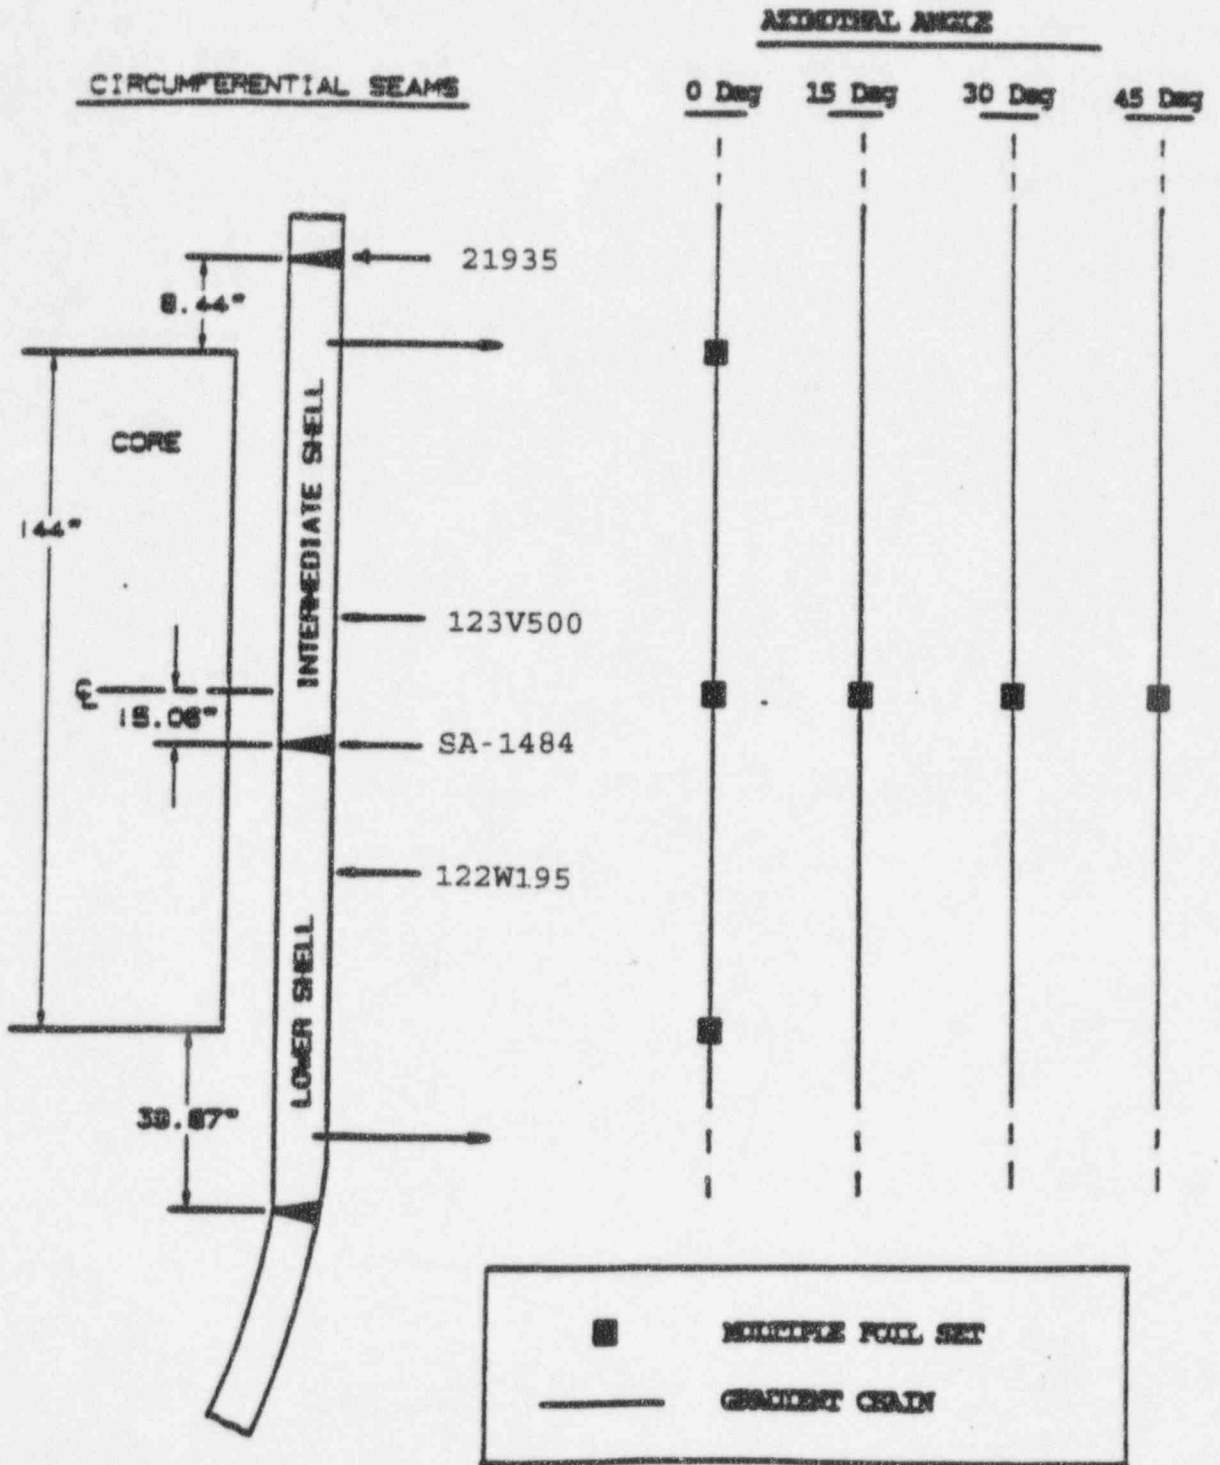 AZIMUTHAL ANGLE
CIRCUMFERENTIAL SEAMS
0 Deg 15 Deg 30 Deg 45 Deg
21935
8.44"
CORE
INTERMEDIATE SHELL
144"
123V500
℄
15.06"
SA-1484
122W195
LOWER SHELL
MULTIPLE FOIL SET
GRADIENT CHAIN